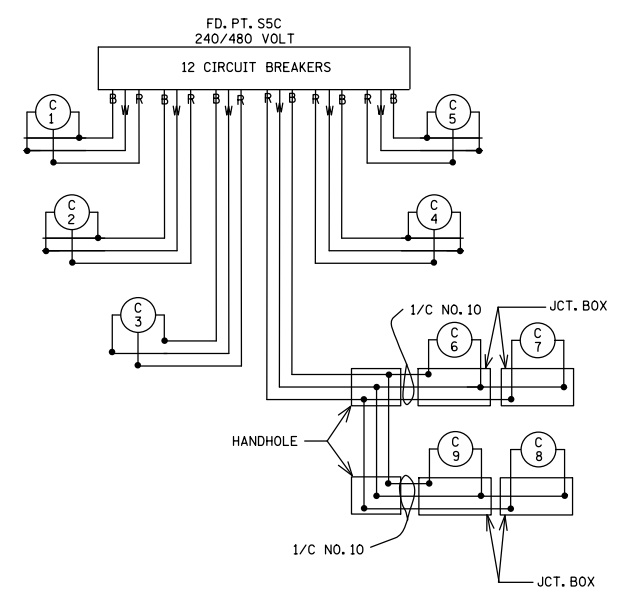 FD. PT. S5C
240/480 VOLT
12 CIRCUIT BREAKERS
B W R B W R B W R R W B R W B R W B
C
1
C
5
C
2
C
4
C
3
1/C NO. 10
JCT. BOX
C
6
C
7
HANDHOLE
C
9
C
8
1/C NO. 10
JCT. BOX